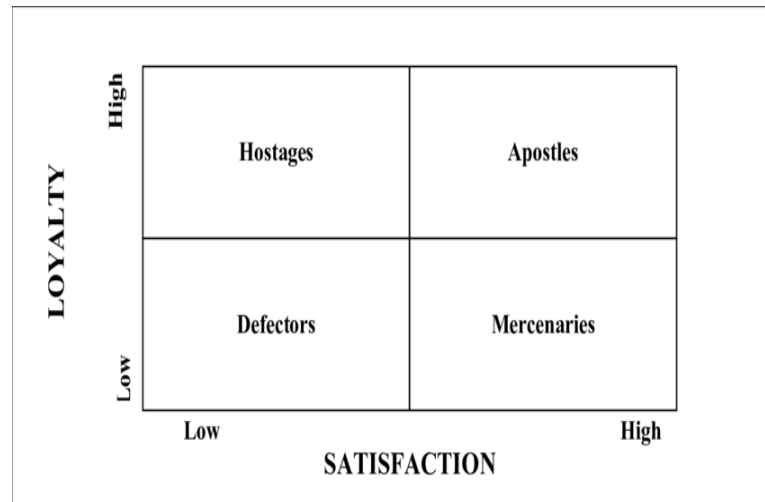 High
Hostages
Apostles
LOYALTY
Defectors
Mercenaries
Low
Low
High
SATISFACTION